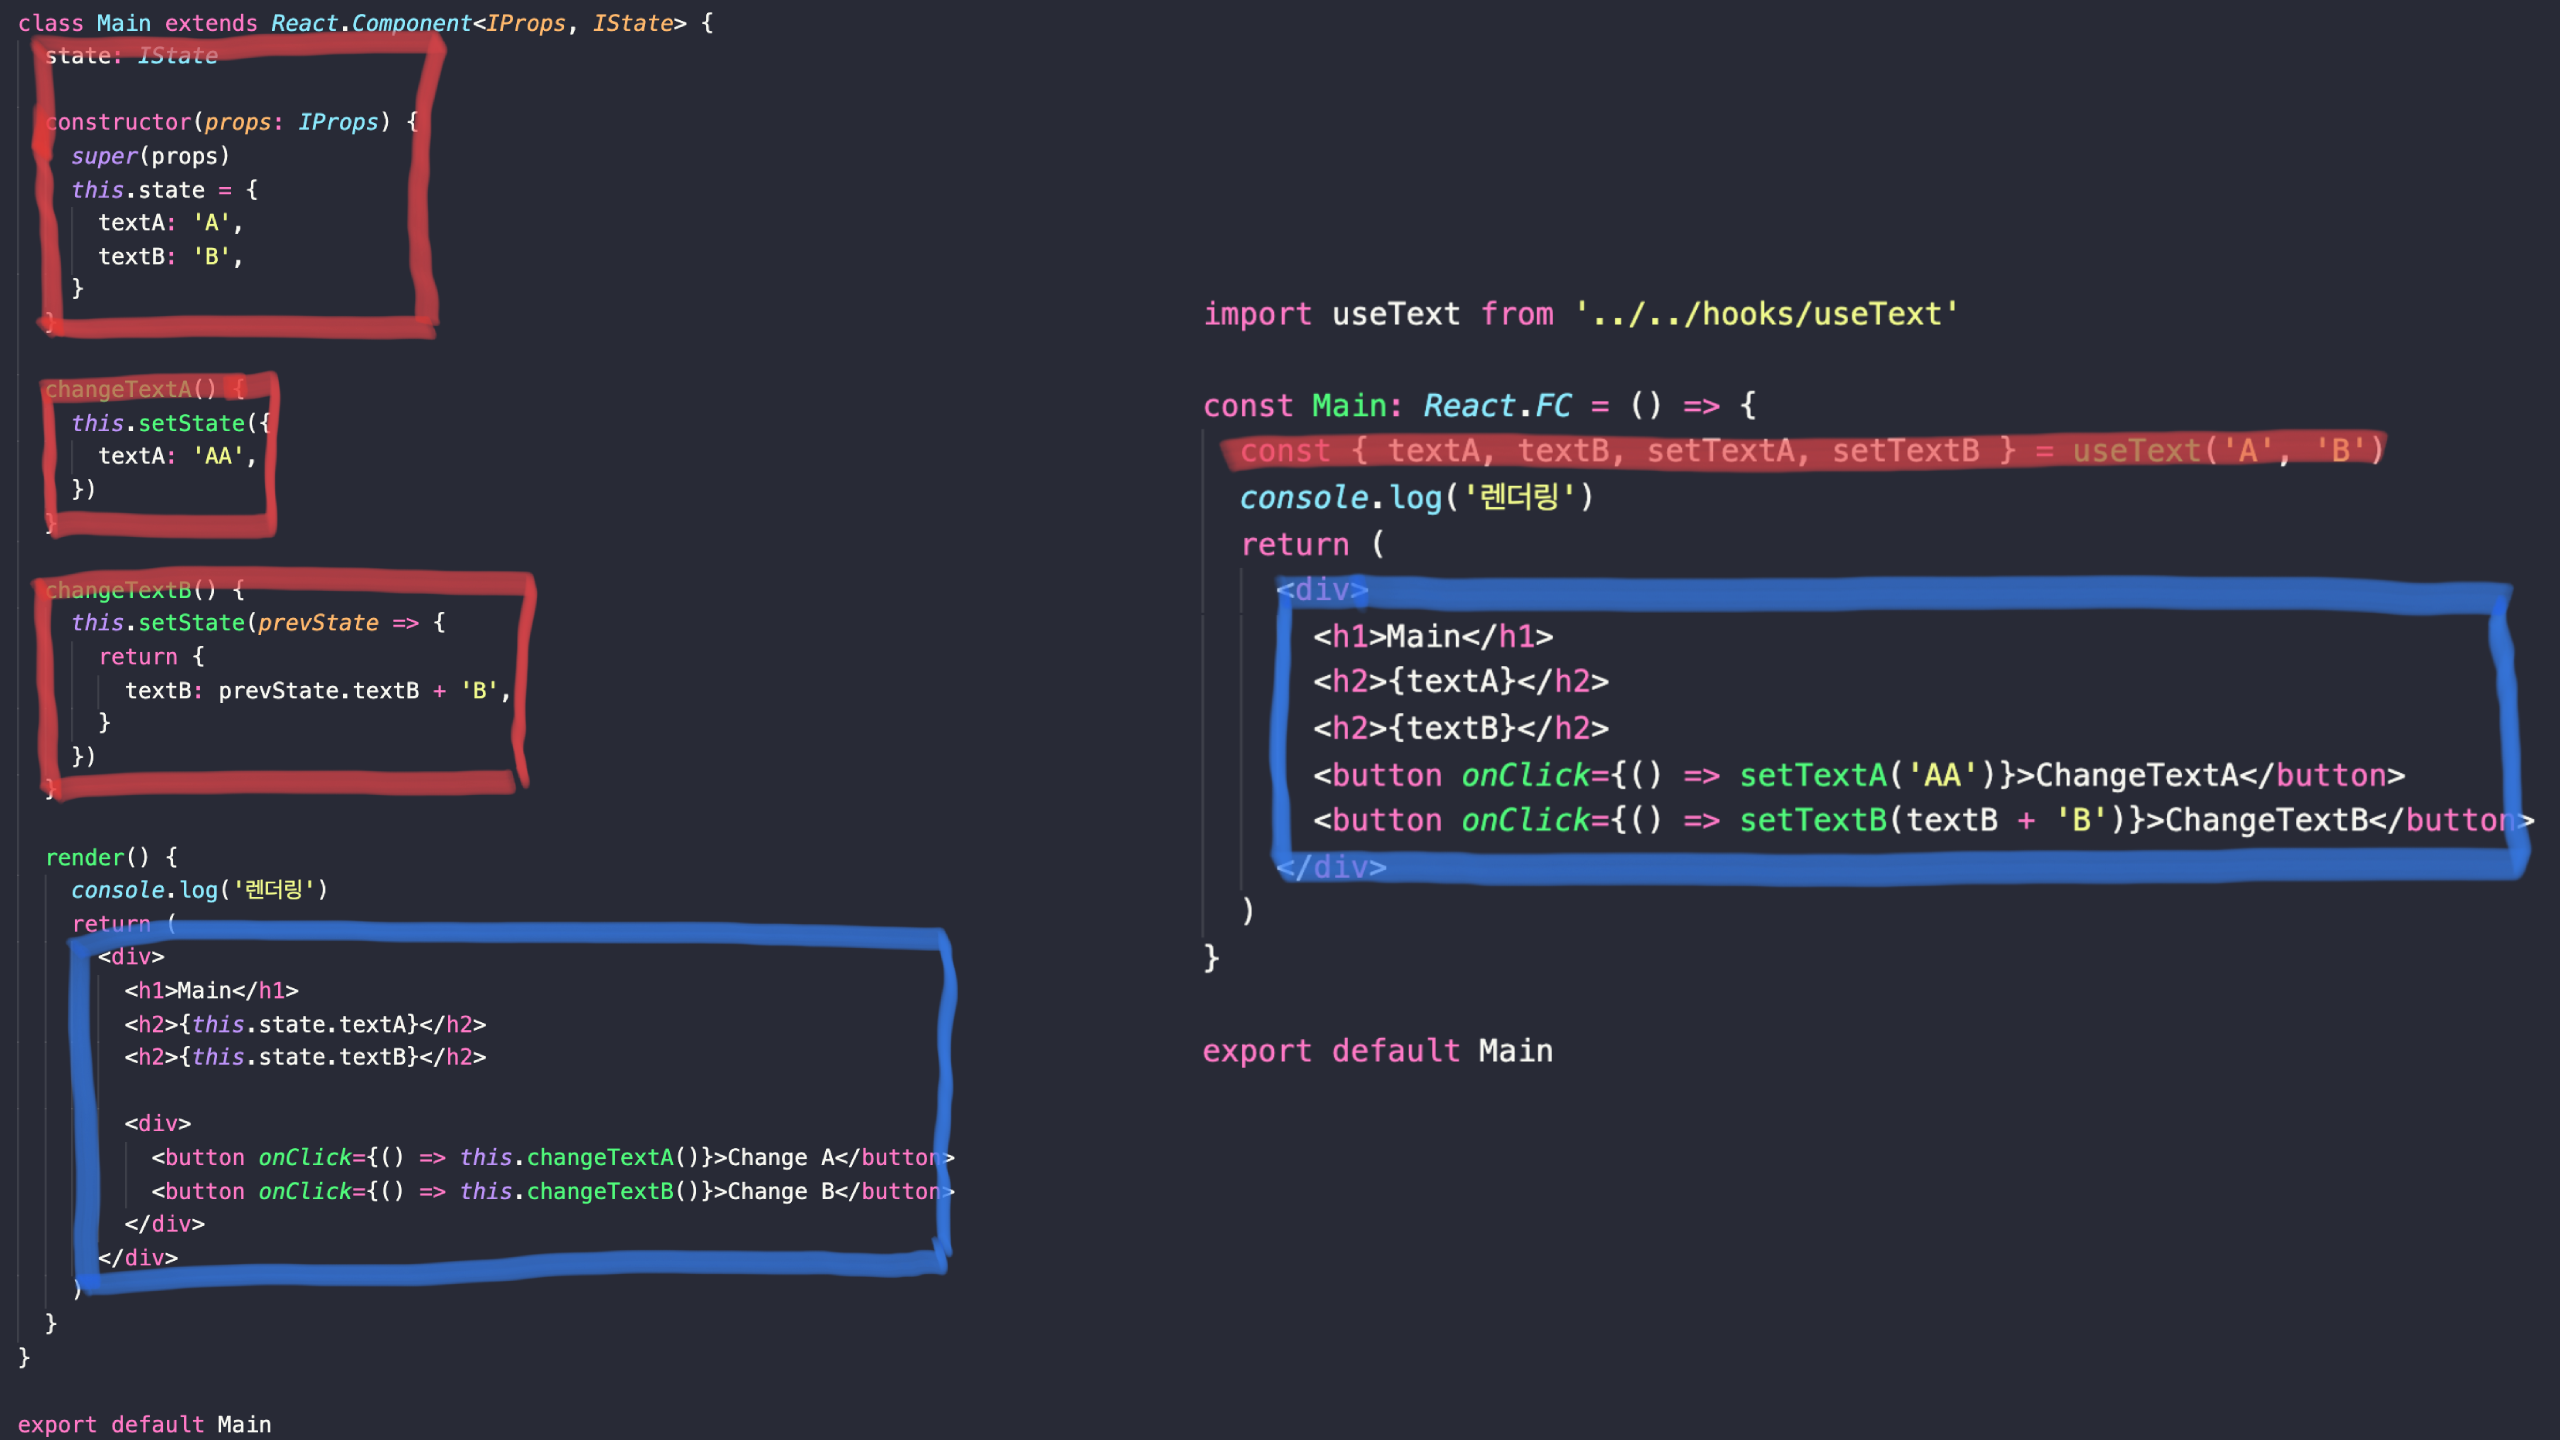 class Main extends React.Component<IProps, IState> {
state: IState
constructor(props: IProps) {
super(props)
this.state = {
textA: 'A',
textB: 'B',
}
}
changeTextA() {
this.setState({
textA: 'AA',
})
}
changeTextB() {
this.setState(prevState => {
return {
textB: prevState.textB + 'B',
}
})
}
render() {
console.log('렌더링')
return (
<div>
<h1>Main</h1>
<h2>{this.state.textA}</h2>
<h2>{this.state.textB}</h2>
<div>
<button onClick={() => this.changeTextA()}>Change A</button>
<button onClick={() => this.changeTextB()}>Change B</button>
</div>
</div>
)
}
}
export default Main
import useText from '../../hooks/useText'
const Main: React.FC = () => {
const { textA, textB, setTextA, setTextB } = useText('A', 'B')
console.log('렌더링')
return (
<div>
<h1>Main</h1>
<h2>{textA}</h2>
<h2>{textB}</h2>
<button onClick={() => setTextA('AA')}>ChangeTextA</button>
<button onClick={() => setTextB(textB + 'B')}>ChangeTextB</button>
</div>
)
}
export default Main